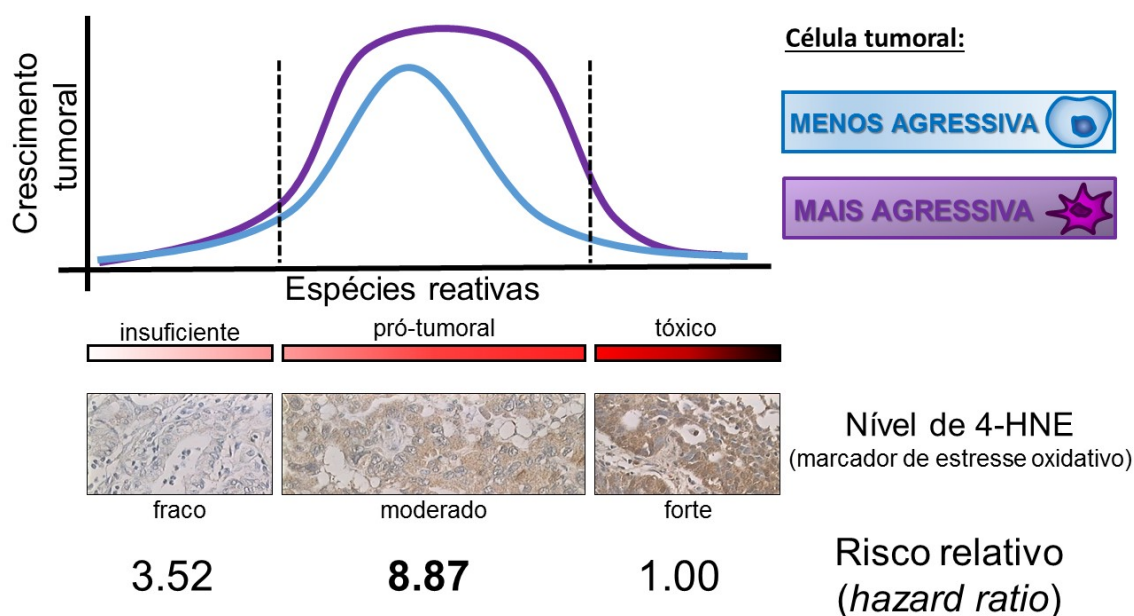 Crescimento
tumoral
Espécies reativas
Célula tumoral:
MENOS AGRESSIVA
MAIS AGRESSIVA
insuficiente
pró-tumoral
tóxico
Nível de 4-HNE
(marcador de estresse oxidativo)
fraco
moderado
forte
3.52
8.87
1.00
Risco relativo
(hazard ratio)